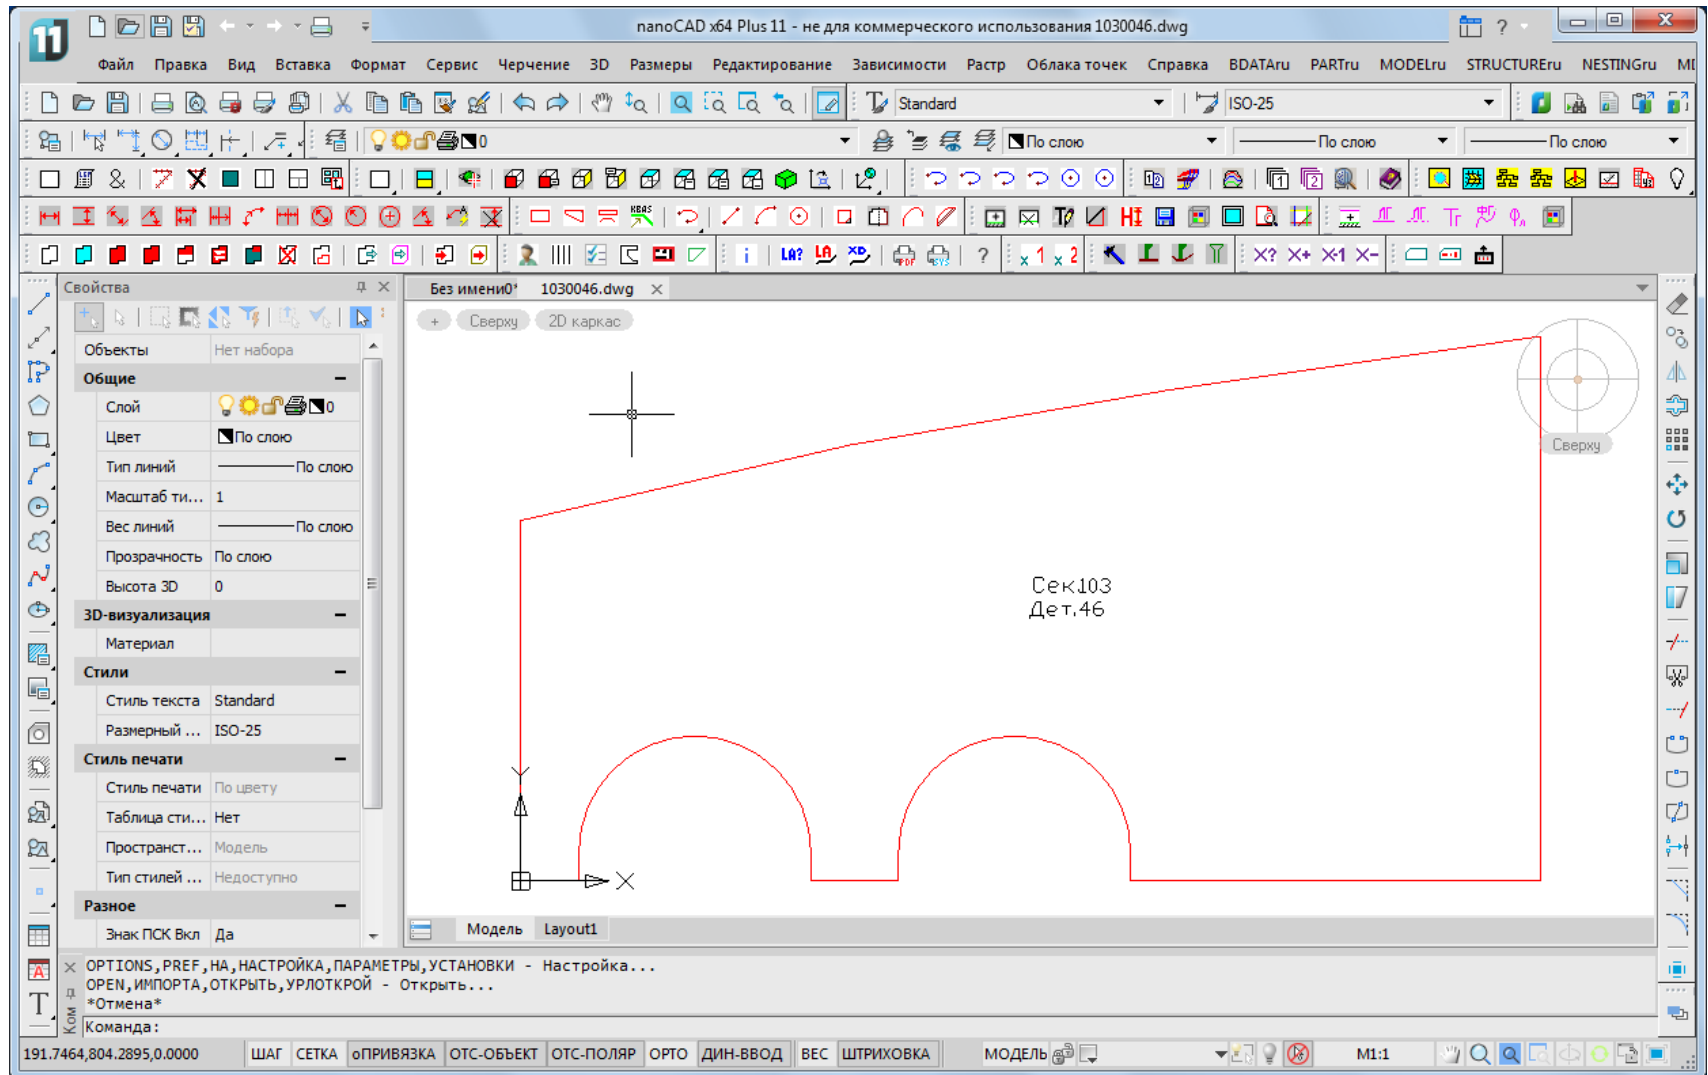 nanoCAD x64 Plus 11 - не для коммерческого использования 1030046.dwg
Файл Правка Вид Вставка Формат Сервис Черчение 3D Размеры Редактирование Зависимости Растр Облака точек Справка BDATAru PARTru MODELru STRUCTUREru NESTINGru
Standard ISO-25
0 По слою По слою По слою
Свойства
Без имени0* 1030046.dwg
+ Сверху 2D каркас
Объекты Нет набора
Общие
Слой 0
Цвет По слою
Тип линий По слою
Масштаб ти... 1
Вес линий По слою
Прозрачность По слою
Высота 3D 0
3D-визуализация
Материал
Стили
Стиль текста Standard
Размерный ... ISO-25
Стиль печати
Стиль печати По цвету
Таблица сти... Нет
Пространст... Модель
Тип стилей ... Недоступно
Разное
Знак ПСК Вкл Да
Сверху
Сек103
Дет.46
Y
X
Модель Layout1
OPTIONS,PREF,НА,НАСТРОЙКА,ПАРАМЕТРЫ,УСТАНОВКИ - Настройка...
OPEN,ИМПОРТА,ОТКРЫТЬ,УРЛОТКРОЙ - Открыть...
*Отмена*
Команда:
Ком
191.7464,804.2895,0.0000 ШАГ СЕТКА оПРИВЯЗКА ОТС-ОБЪЕКТ ОТС-ПОЛЯР ОРТО ДИН-ВВОД ВЕС ШТРИХОВКА МОДЕЛЬ М1:1